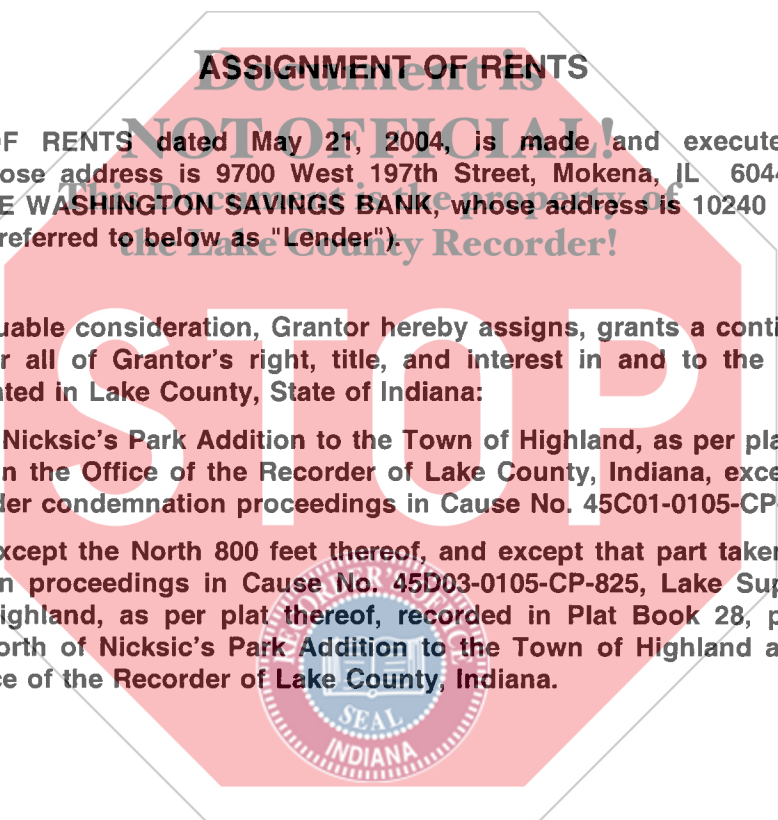 ASSIGNMENT OF RENTS
Document is
OF RENTS dated May 21, 2004, is made and execute
NOT OFFICIAL!
ose address is 9700 West 197th Street, Mokena, IL 604
This Document is the property of
E WASHINGTON SAVINGS BANK, whose address is 10240
the Lake County Recorder!
referred to below as "Lender").
STOP
uable consideration, Grantor hereby assigns, grants a conti
r all of Grantor's right, title, and interest in and to the
ted in Lake County, State of Indiana:
Nicksic's Park Addition to the Town of Highland, as per pla
n the Office of the Recorder of Lake County, Indiana, exce
der condemnation proceedings in Cause No. 45C01-0105-CP-
xcept the North 800 feet thereof, and except that part taken
n proceedings in Cause No. 45D03-0105-CP-825, Lake Sup
ighland, as per plat thereof, recorded in Plat Book 28, p
orth of Nicksic's Park Addition to the Town of Highland a
ce of the Recorder of Lake County, Indiana.
RECORDER'S OFFICE
SEAL
INDIANA